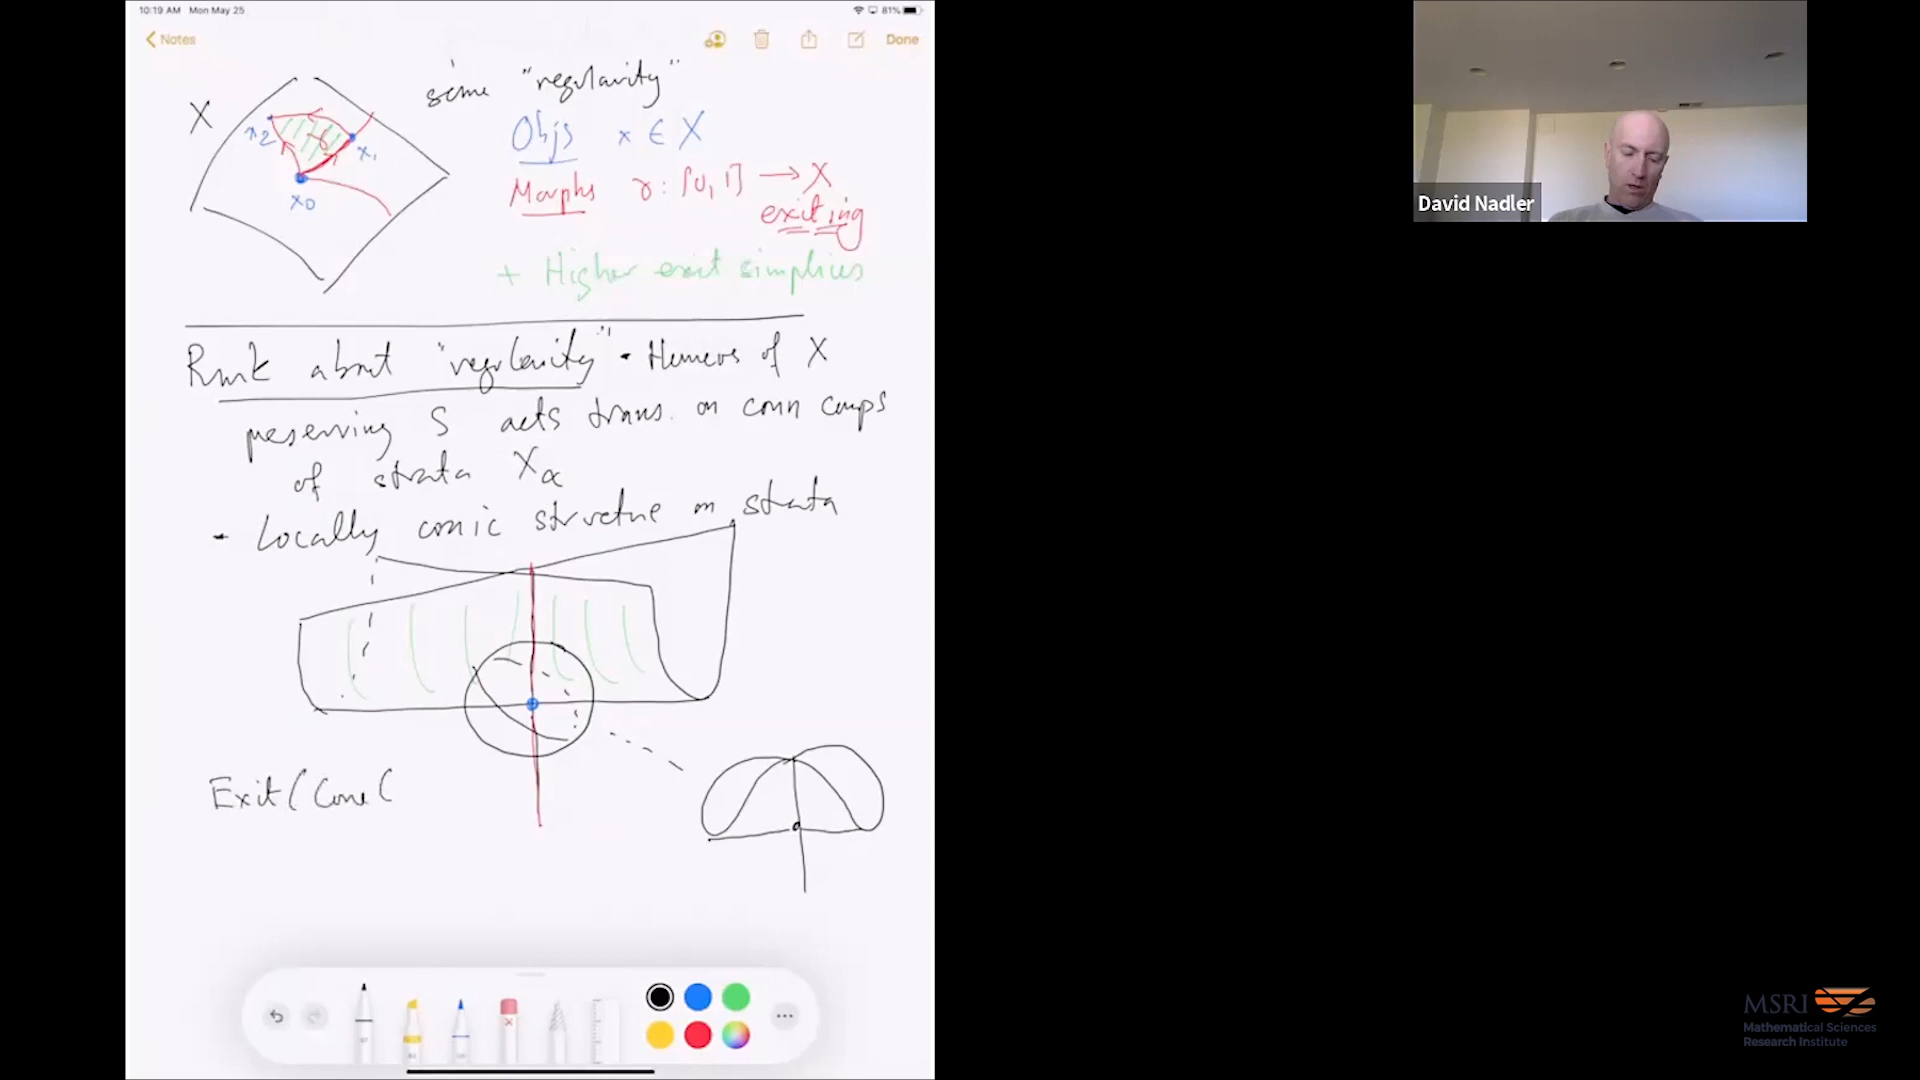 10:19 AM Mon May 25
81%
Notes
Done
some "regularity"
X
Objs x ∈ X
x2
x1
γ
Morphs γ : [0, 1] → X
x0
exiting
+ Higher exit simplices
Rmk about "regularity" • Homeos of X
preserving S acts trans. on conn comps
of strata Xα
• Locally conic structure on strata
Exit ( Cone (
David Nadler
MSRI
Mathematical Sciences
Research Institute